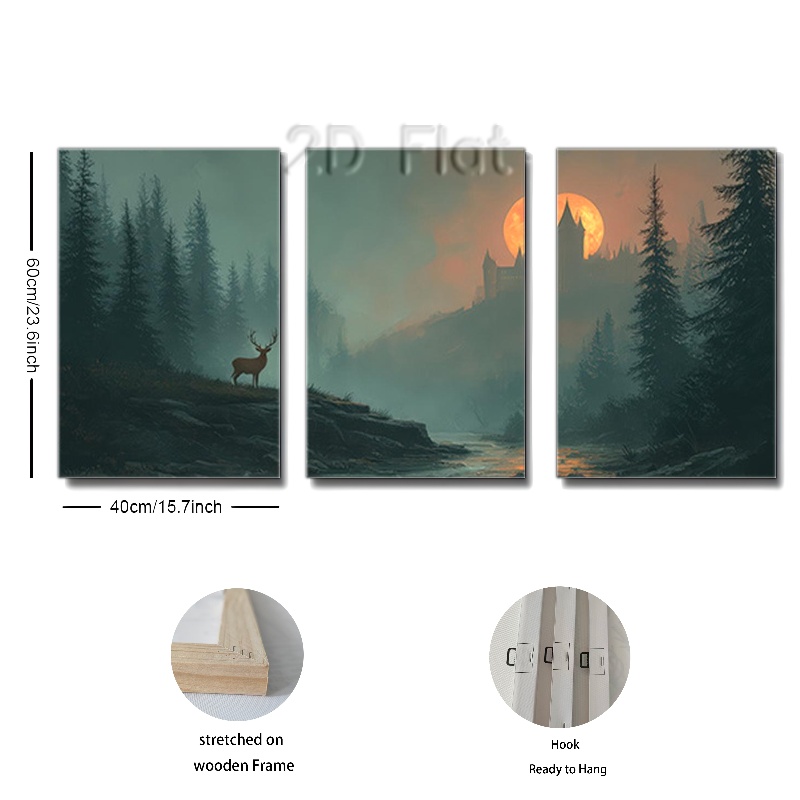 2D Flat
60cm/23.6inch
40cm/15.7inch
stretched on
wooden Frame
Hook
Ready to Hang